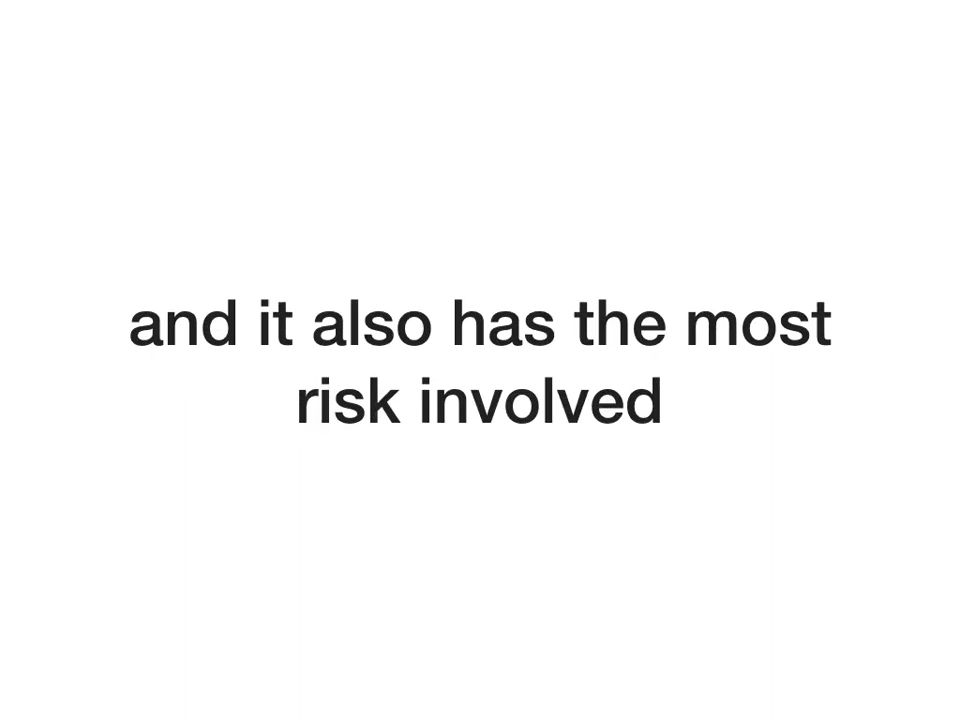 and it also has the most
risk involved